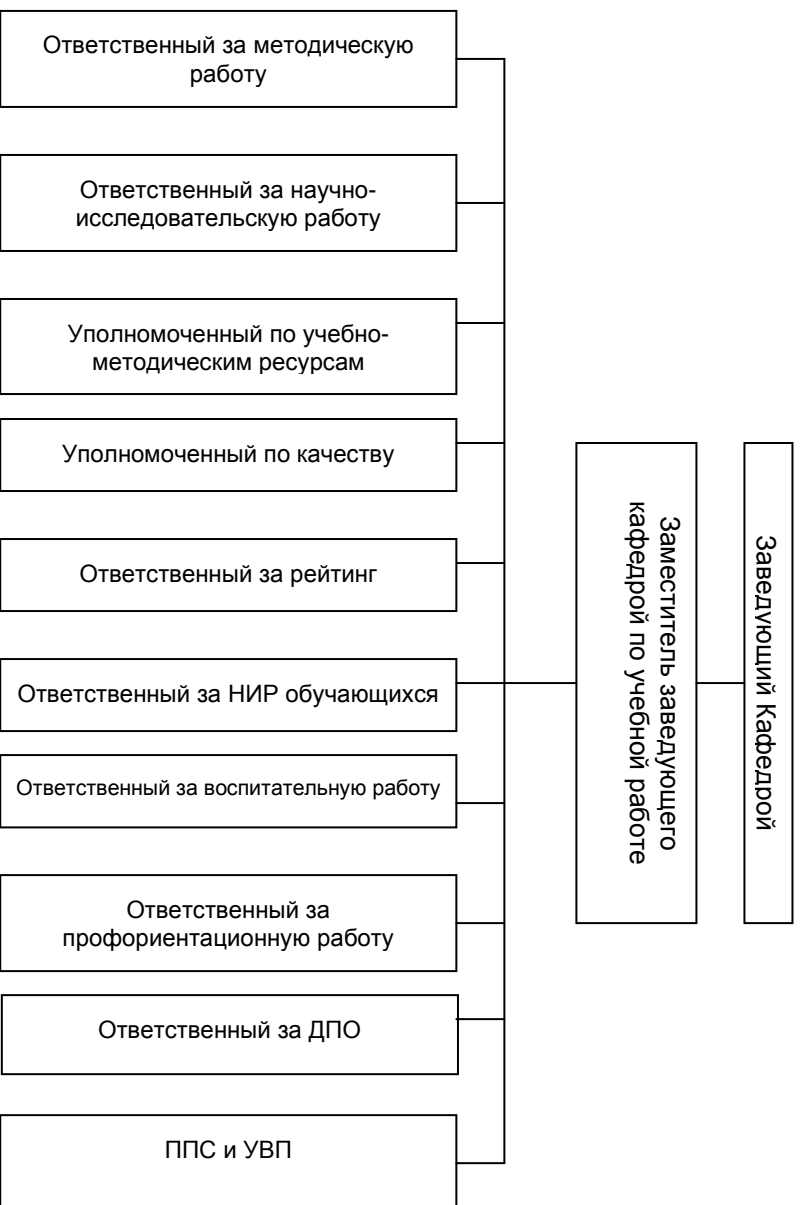 Ответственный за методическую
работу
Ответственный за научно-
исследовательскую работу
Уполномоченный по учебно-
методическим ресурсам
Уполномоченный по качеству
Ответственный за рейтинг
Ответственный за НИР обучающихся
Ответственный за воспитательную работу
Ответственный за
профориентационную работу
Ответственный за ДПО
ППС и УВП
Заместитель заведующего
кафедрой по учебной работе
Заведующий Кафедрой